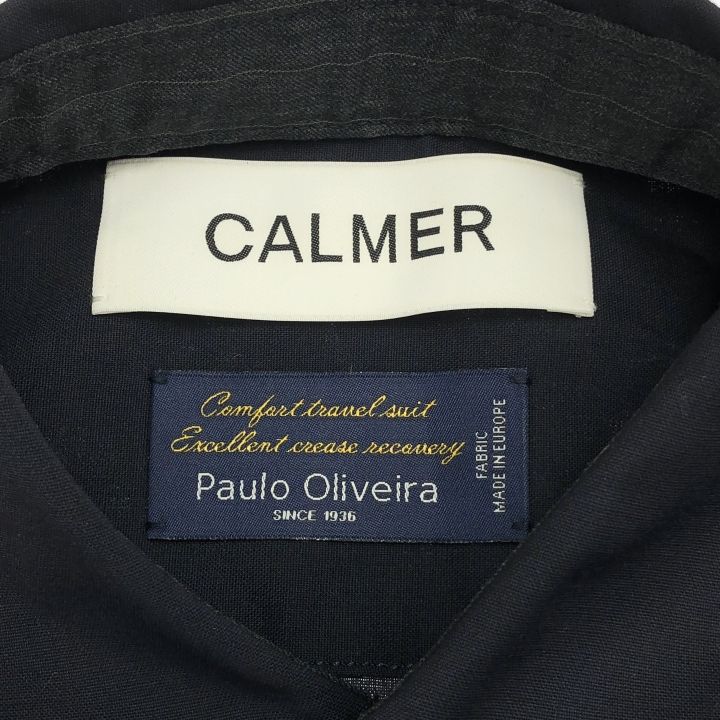 CALMER
Comfort travel suit
Excellent crease recovery
Paulo Oliveira
SINCE 1936
FABRIC
MADE IN EUROPE